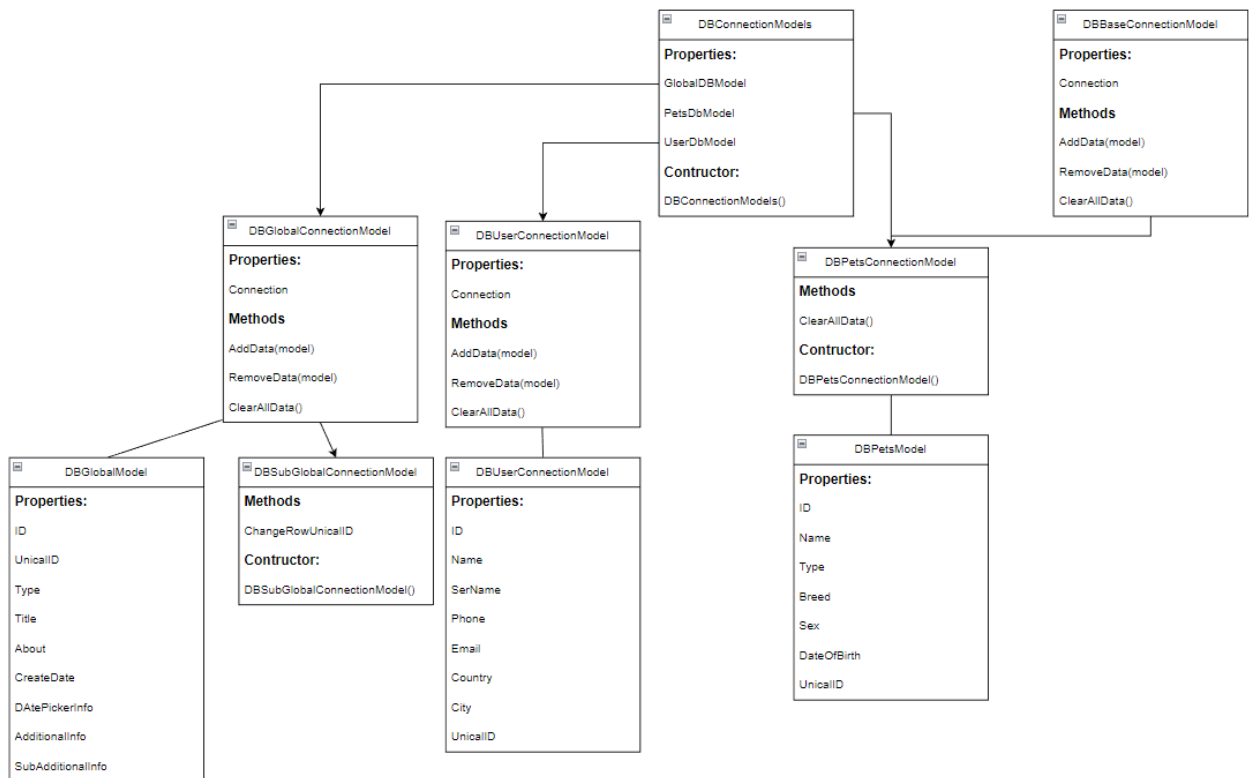 DBConnectionModels
Properties:
GlobalDBModel
PetsDbModel
UserDbModel
Contructor:
DBConnectionModels()
DBBaseConnectionModel
Properties:
Connection
Methods
AddData(model)
RemoveData(model)
ClearAllData()
DBGlobalConnectionModel
Properties:
Connection
Methods
AddData(model)
RemoveData(model)
ClearAllData()
DBUserConnectionModel
Properties:
Connection
Methods
AddData(model)
RemoveData(model)
ClearAllData()
DBPetsConnectionModel
Methods
ClearAllData()
Contructor:
DBPetsConnectionModel()
DBGlobalModel
Properties:
ID
UnicalID
Type
Title
About
CreateDate
DAtePickerInfo
AdditionalInfo
SubAdditionalInfo
DBSubGlobalConnectionModel
Methods
ChangeRowUnicalID
Contructor:
DBSubGlobalConnectionModel()
DBUserConnectionModel
Properties:
ID
Name
SerName
Phone
Email
Country
City
UnicalID
DBPetsModel
Properties:
ID
Name
Type
Breed
Sex
DateOfBirth
UnicalID